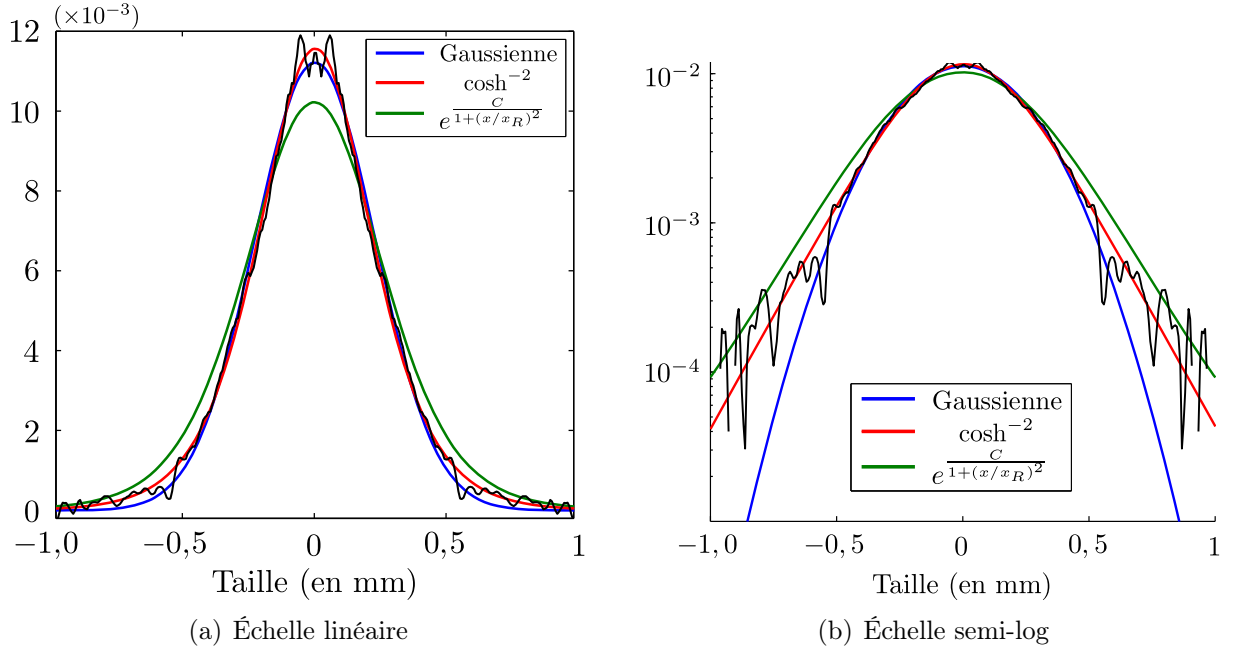 (×10⁻³)
12
10
8
6
4
2
0
−1,0
−0,5
0
0,5
1
Taille (en mm)
Gaussienne
cosh⁻²
e^{\frac{C}{1+(x/x_R)^2}}
(a) Échelle linéaire
10⁻²
10⁻³
10⁻⁴
−1,0
−0,5
0
0,5
1
Taille (en mm)
Gaussienne
cosh⁻²
e^{\frac{C}{1+(x/x_R)^2}}
(b) Échelle semi-log